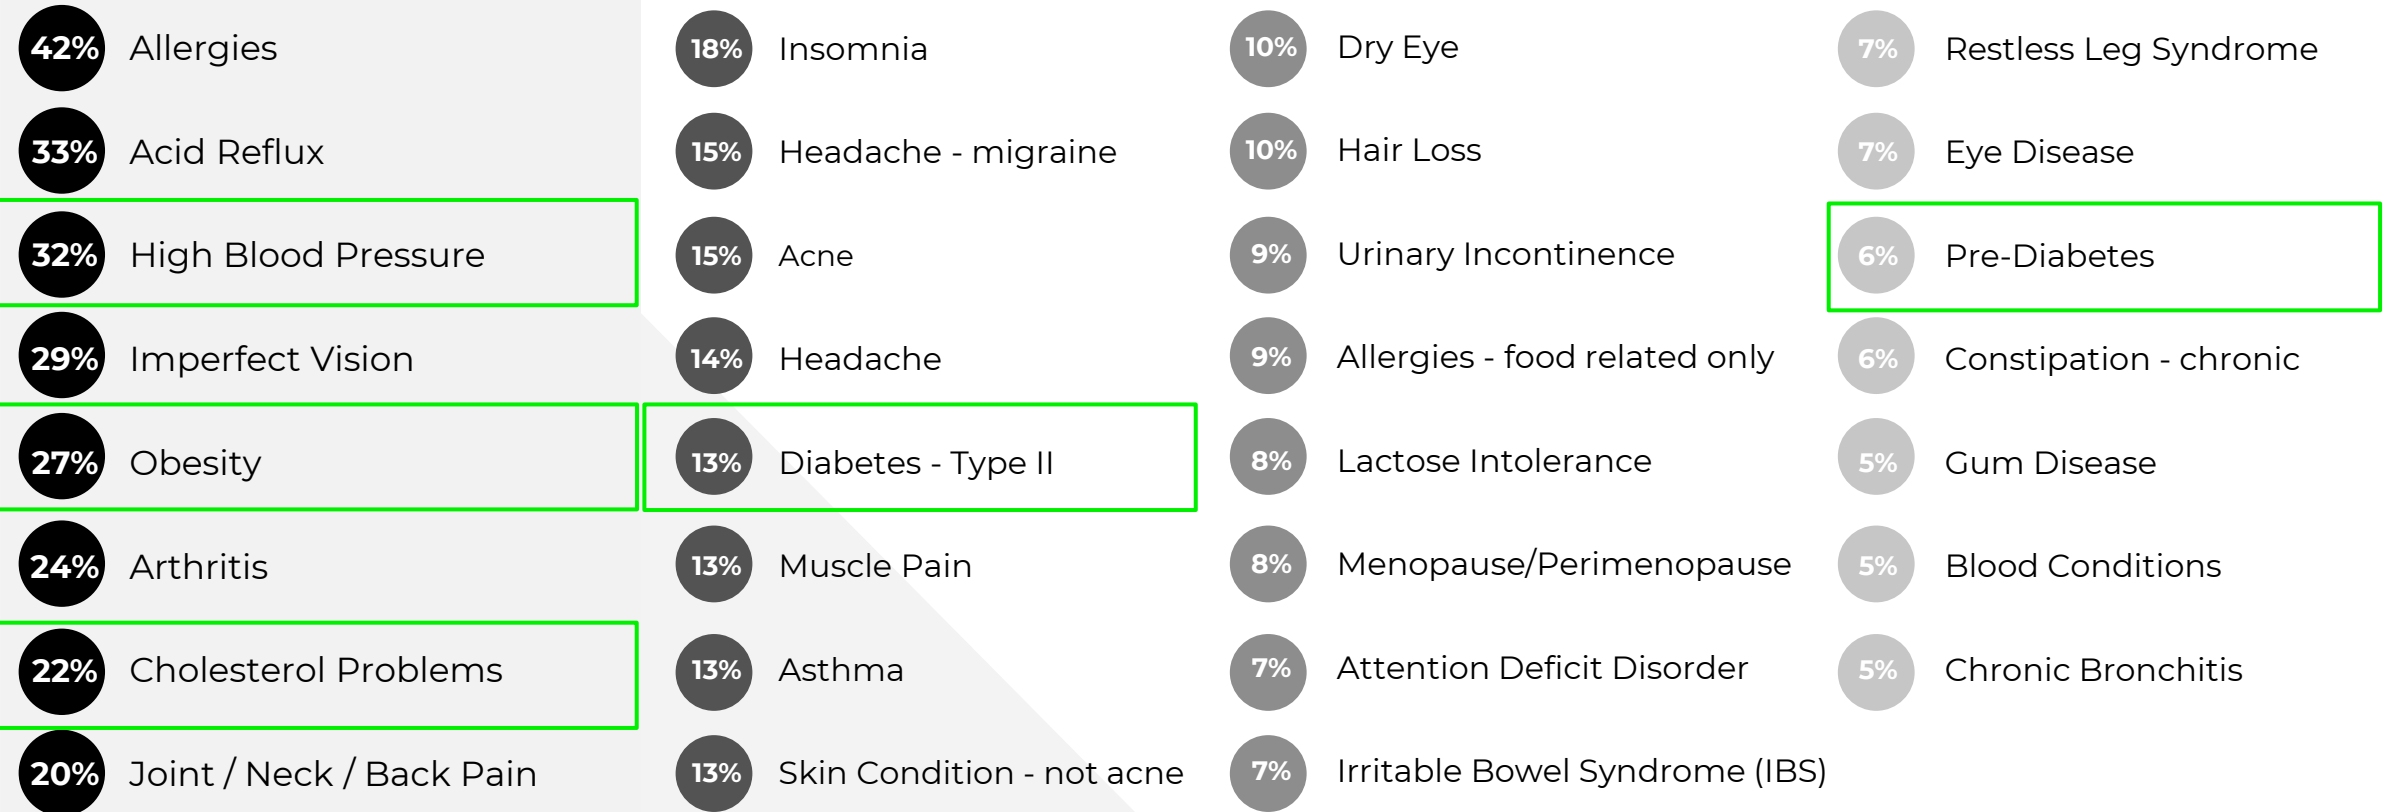 42% Allergies
33% Acid Reflux
32% High Blood Pressure
29% Imperfect Vision
27% Obesity
24% Arthritis
22% Cholesterol Problems
20% Joint / Neck / Back Pain
18% Insomnia
15% Headache - migraine
15% Acne
14% Headache
13% Diabetes - Type II
13% Muscle Pain
13% Asthma
13% Skin Condition - not acne
10% Dry Eye
10% Hair Loss
9% Urinary Incontinence
9% Allergies - food related only
8% Lactose Intolerance
8% Menopause/Perimenopause
7% Attention Deficit Disorder
7% Irritable Bowel Syndrome (IBS)
7% Restless Leg Syndrome
7% Eye Disease
6% Pre-Diabetes
6% Constipation - chronic
5% Gum Disease
5% Blood Conditions
5% Chronic Bronchitis